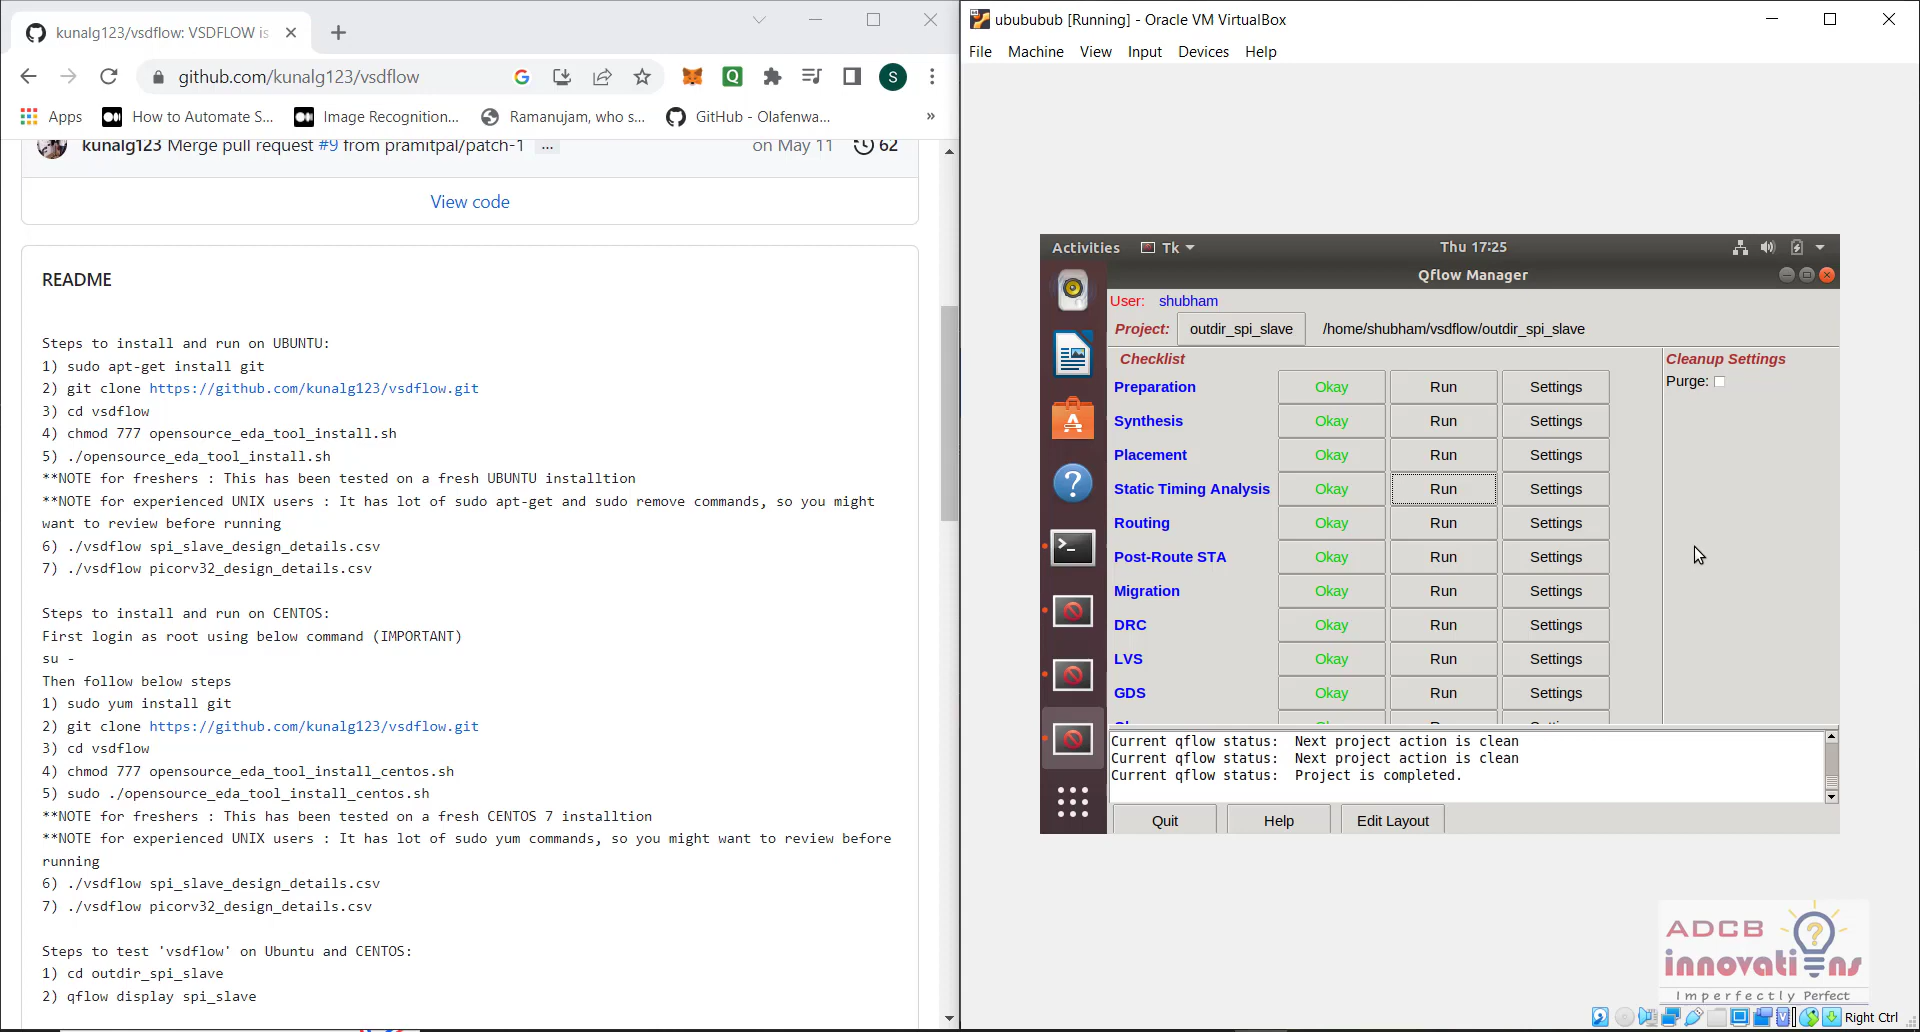 kunalg123/vsdflow: VSDFLOW is
github.com/kunalg123/vsdflow
S
Apps
How to Automate S...
Image Recognition...
Ramanujam, who s...
GitHub - Olafenwa...
»
kunalg123 Merge pull request #9 from pramitpal/patch-1 ...
on May 11
62
View code
README
Steps to install and run on UBUNTU:
1) sudo apt-get install git
2) git clone https://github.com/kunalg123/vsdflow.git
3) cd vsdflow
4) chmod 777 opensource_eda_tool_install.sh
5) ./opensource_eda_tool_install.sh
**NOTE for freshers : This has been tested on a fresh UBUNTU installtion
**NOTE for experienced UNIX users : It has lot of sudo apt-get and sudo remove commands, so you might
want to review before running
6) ./vsdflow spi_slave_design_details.csv
7) ./vsdflow picorv32_design_details.csv
Steps to install and run on CENTOS:
First login as root using below command (IMPORTANT)
su -
Then follow below steps
1) sudo yum install git
2) git clone https://github.com/kunalg123/vsdflow.git
3) cd vsdflow
4) chmod 777 opensource_eda_tool_install_centos.sh
5) sudo ./opensource_eda_tool_install_centos.sh
**NOTE for freshers : This has been tested on a fresh CENTOS 7 installtion
**NOTE for experienced UNIX users : It has lot of sudo yum commands, so you might want to review before
running
6) ./vsdflow spi_slave_design_details.csv
7) ./vsdflow picorv32_design_details.csv
Steps to test 'vsdflow' on Ubuntu and CENTOS:
1) cd outdir_spi_slave
2) qflow display spi_slave
ubububub [Running] - Oracle VM VirtualBox
File Machine View Input Devices Help
Activities Tk Thu 17:25
Qflow Manager
User: shubham
Project: outdir_spi_slave /home/shubham/vsdflow/outdir_spi_slave
Checklist
Preparation Okay Run Settings
Synthesis Okay Run Settings
Placement Okay Run Settings
Static Timing Analysis Okay Run Settings
Routing Okay Run Settings
Post-Route STA Okay Run Settings
Migration Okay Run Settings
DRC Okay Run Settings
LVS Okay Run Settings
GDS Okay Run Settings
Cleanup Settings
Purge:
Current qflow status: Next project action is clean
Current qflow status: Next project action is clean
Current qflow status: Project is completed.
Quit Help Edit Layout
ADCB
innovati?ns
Imperfectly Perfect
Right Ctrl